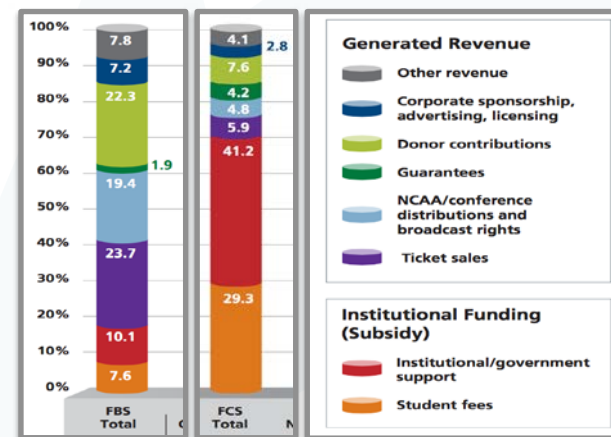 100%
90%
80%
70%
60%
50%
40%
30%
20%
10%
0%
7.8
7.2
22.3
1.9
19.4
23.7
10.1
7.6
FBS
Total
4.1
2.8
7.6
4.2
4.8
5.9
41.2
29.3
FCS
Total
N
Generated Revenue
Other revenue
Corporate sponsorship,
advertising, licensing
Donor contributions
Guarantees
NCAA/conference
distributions and
broadcast rights
Ticket sales
Institutional Funding
(Subsidy)
Institutional/government
support
Student fees